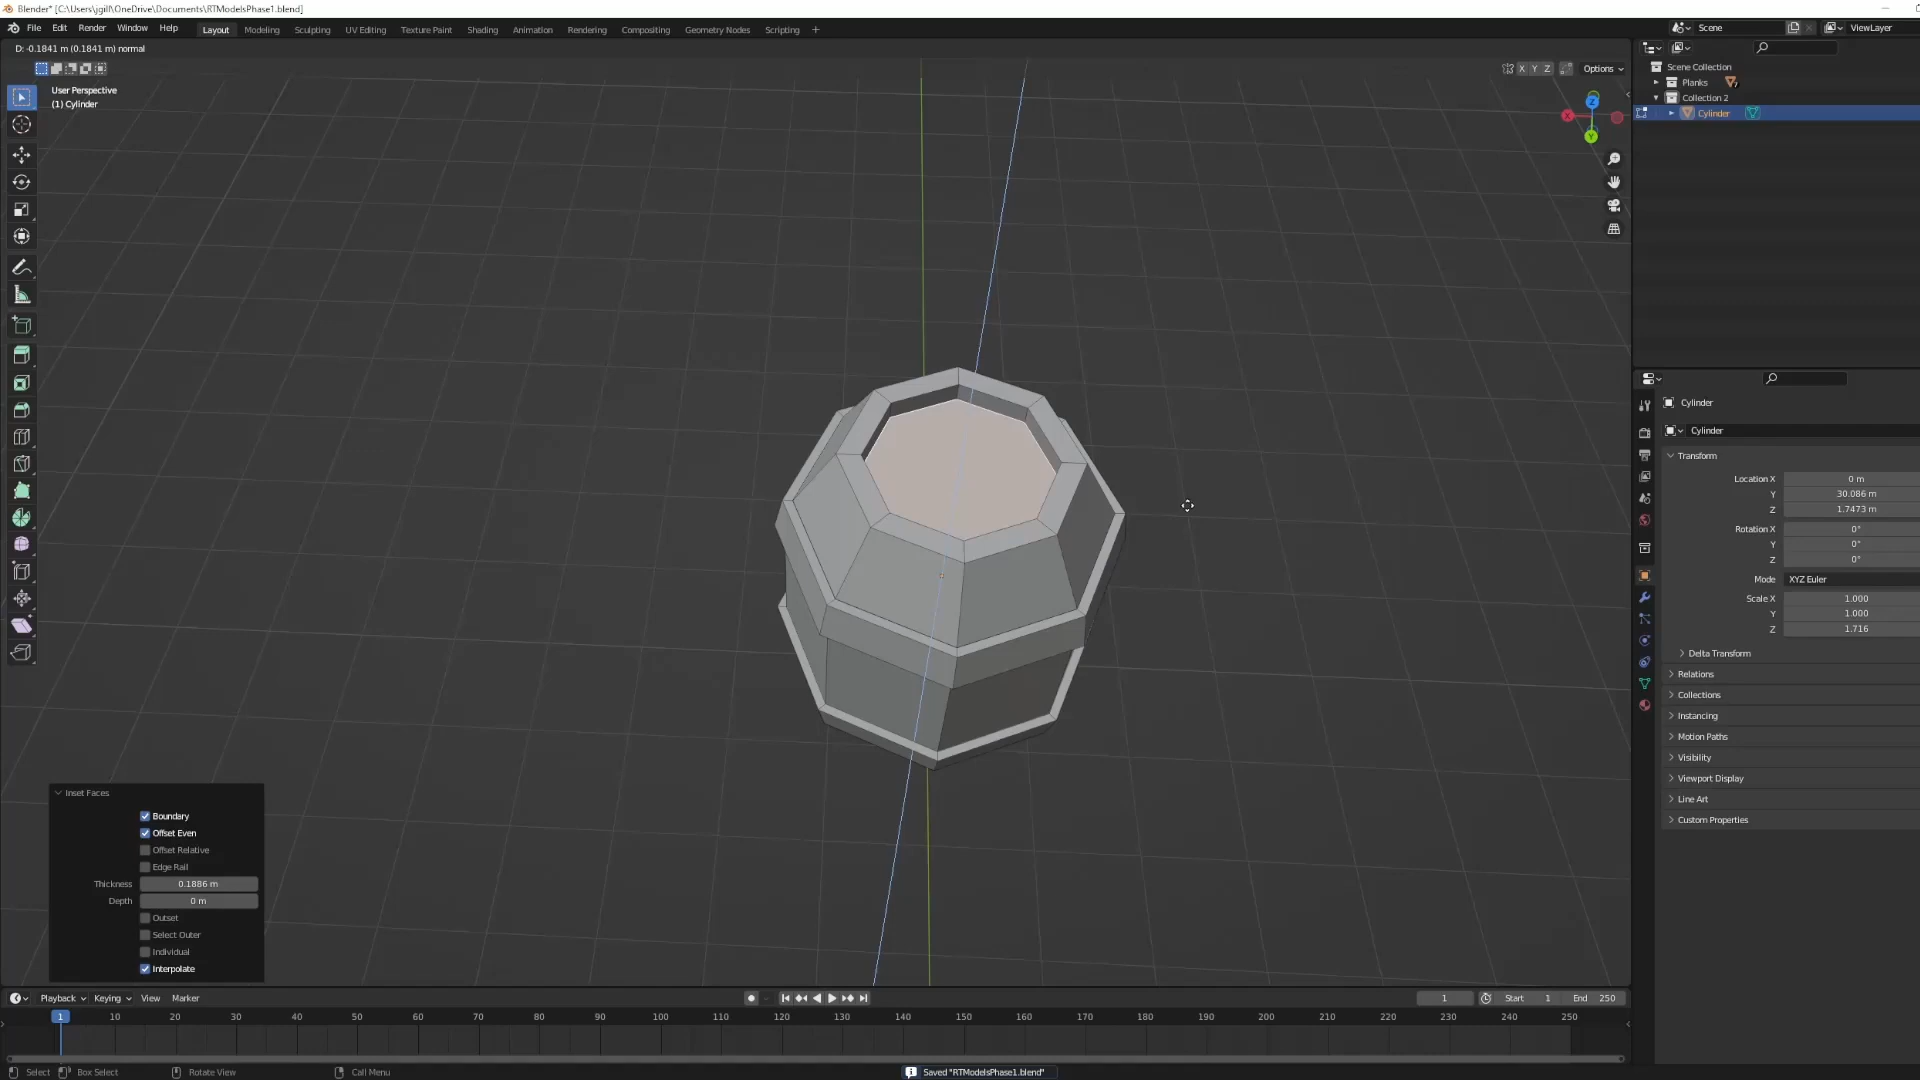 Blender* [C:\Users\jgill\OneDrive\Documents\RTModelsPhase1.blend]
File Edit Render Window Help Layout Modeling Sculpting UV Editing Texture Paint Shading Animation Rendering Compositing Geometry Nodes Scripting +
Scene ViewLayer
D: -0.1841 m (0.1841 m) normal
X Y Z Options
User Perspective
(1) Cylinder
Z
X
Y
Scene Collection
Planks
Collection 2
Cylinder
Cylinder
Cylinder
Transform
Location X 0 m
Y 30.086 m
Z 1.7473 m
Rotation X 0°
Y 0°
Z 0°
Mode XYZ Euler
Scale X 1.000
Y 1.000
Z 1.716
Delta Transform
Relations
Collections
Instancing
Motion Paths
Visibility
Viewport Display
Line Art
Custom Properties
Inset Faces
Boundary
Offset Even
Offset Relative
Edge Rail
Thickness 0.1886 m
Depth 0 m
Outset
Select Outer
Individual
Interpolate
Playback Keying View Marker
1 Start 1 End 250
1 10 20 30 40 50 60 70 80 90 100 110 120 130 140 150 160 170 180 190 200 210 220 230 240 250
Select Box Select Rotate View Call Menu
Saved "RTModelsPhase1.blend"